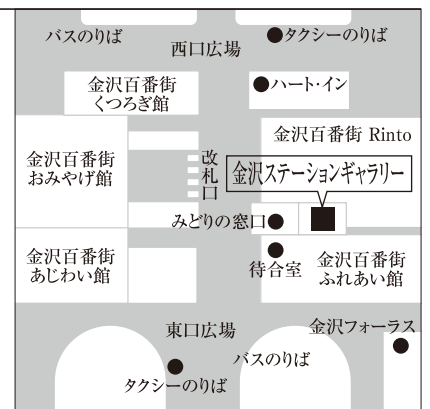 バスのりば
●タクシーのりば
西口広場
金沢百番街
くつろぎ館
●ハート・イン
金沢百番街 Rinto
金沢百番街
おみやげ館
改札口
金沢ステーションギャラリー
みどりの窓口●
待合室
金沢百番街
あじわい館
金沢百番街
ふれあい館
東口広場
金沢フォーラス
バスのりば
タクシーのりば